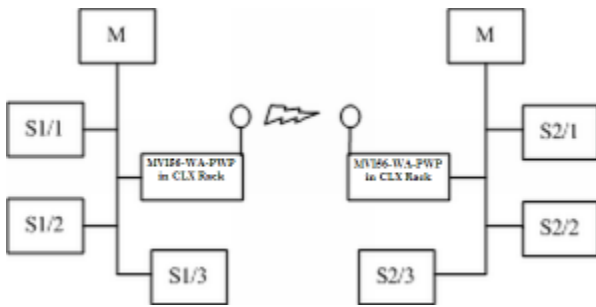 M
M
S1/1
S2/1
MVI56-WA-PWP
in CLX Rack
MVI56-WA-PWP
in CLX Rack
S1/2
S2/2
S1/3
S2/3